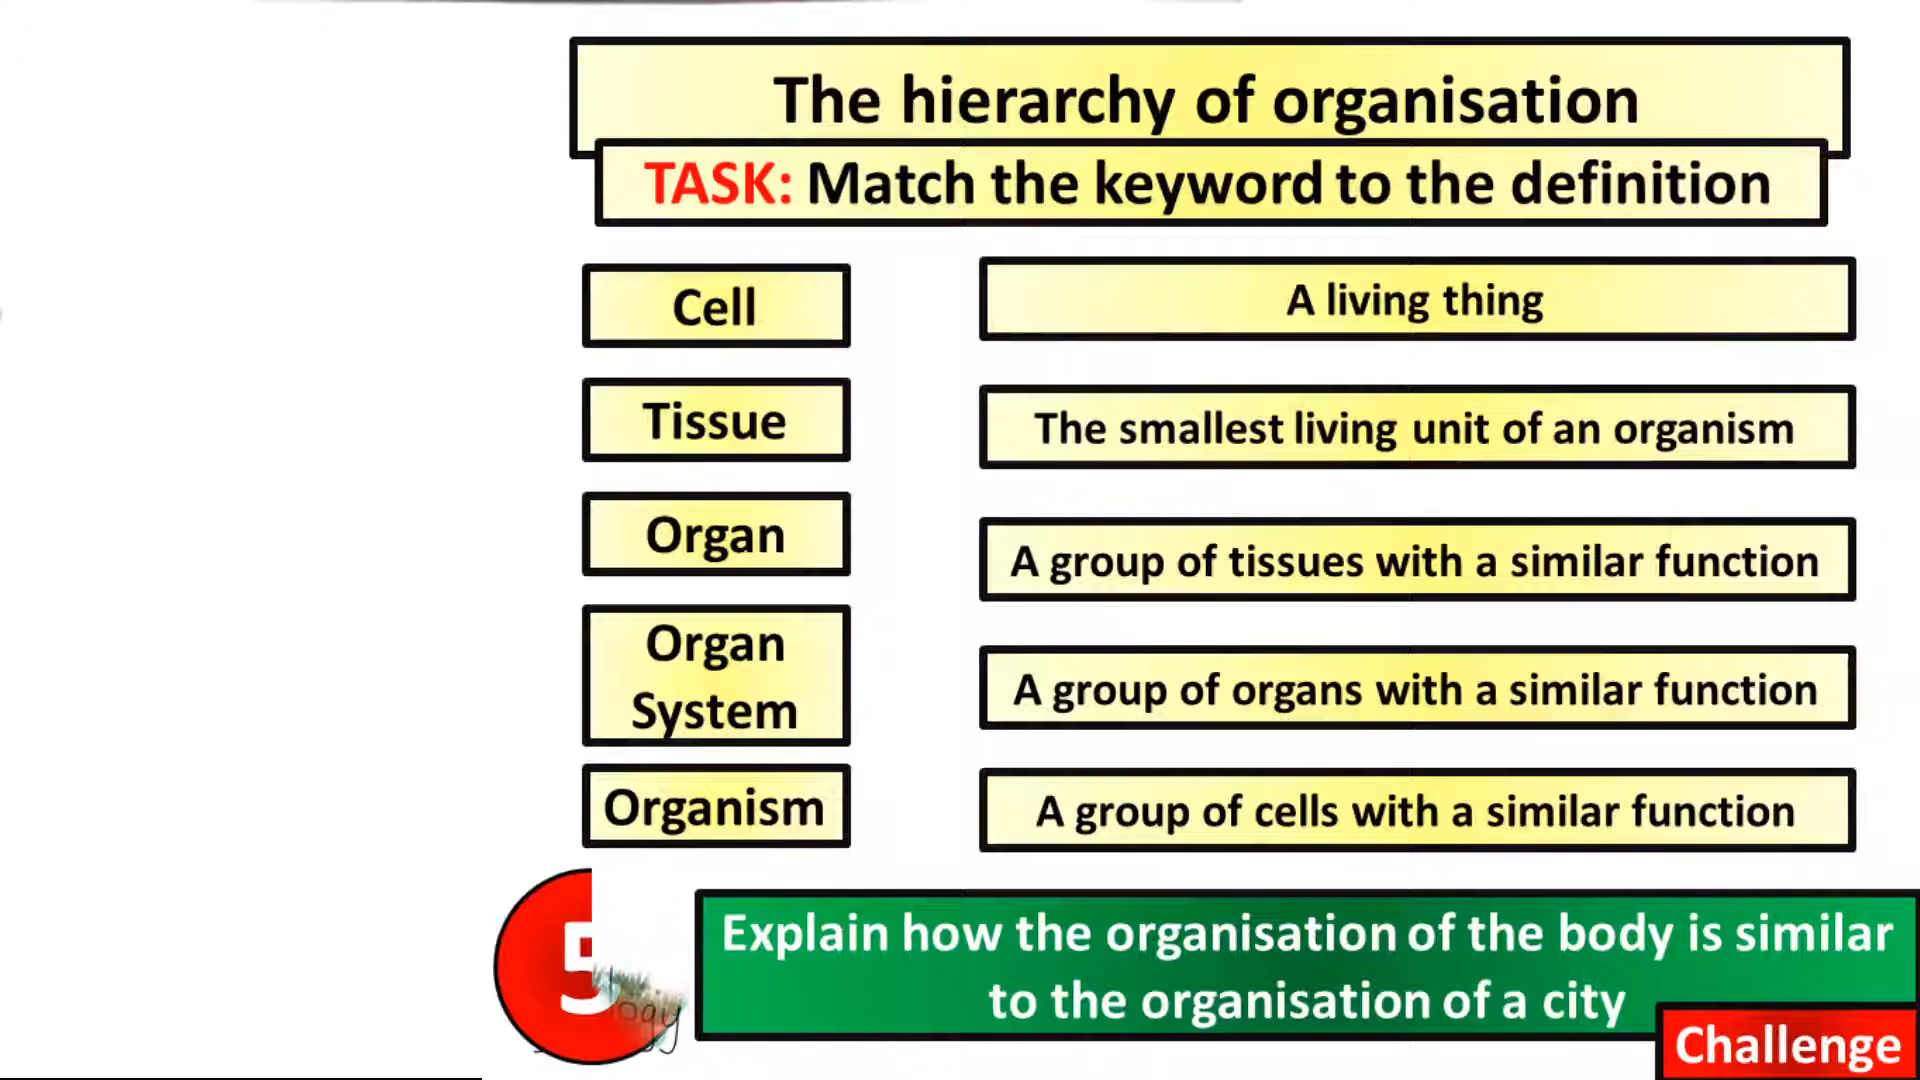 The hierarchy of organisation
TASK: Match the keyword to the definition
Cell
A living thing
Tissue
The smallest living unit of an organism
Organ
A group of tissues with a similar function
Organ
System
A group of organs with a similar function
Organism
A group of cells with a similar function
5
Explain how the organisation of the body is similar
to the organisation of a city
Challenge